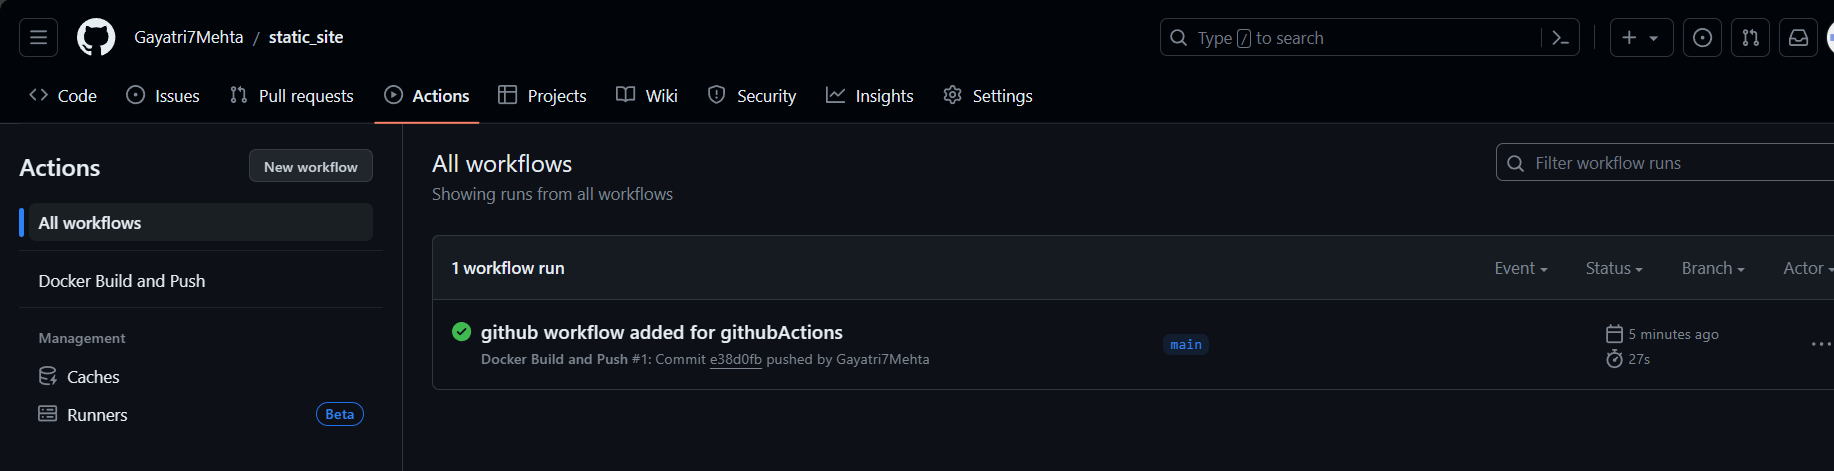 Gayatri7Mehta / static_site
Type / to search
Code Issues Pull requests Actions Projects Wiki Security Insights Settings
Actions
New workflow
All workflows
Docker Build and Push
Management
Caches
Runners Beta
All workflows
Showing runs from all workflows
Filter workflow runs
1 workflow run
Event Status Branch Actor
github workflow added for githubActions
Docker Build and Push #1: Commit e38d0fb pushed by Gayatri7Mehta
main
5 minutes ago
27s